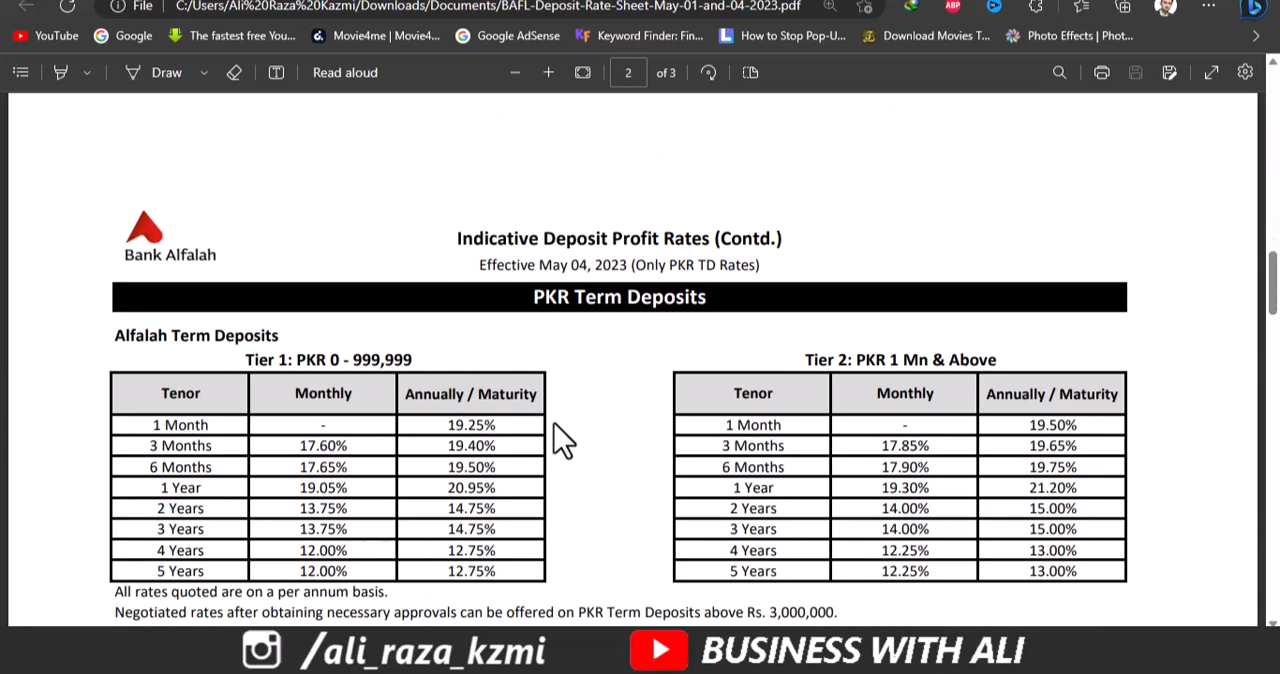 File C:/Users/Ali%20Raza%20Kazmi/Downloads/Documents/BAFL-Deposit-Rate-Sheet-May-01-and-04-2023.pdf ABP
YouTube Google The fastest free You... Movie4me | Movie4... Google AdSense Keyword Finder: Fin... How to Stop Pop-U... Download Movies T... Photo Effects | Phot...
Draw Read aloud 2 of 3
Bank Alfalah
Indicative Deposit Profit Rates (Contd.)
Effective May 04, 2023 (Only PKR TD Rates)
PKR Term Deposits
Alfalah Term Deposits
Tier 1: PKR 0 - 999,999
Tenor Monthly Annually / Maturity
1 Month - 19.25%
3 Months 17.60% 19.40%
6 Months 17.65% 19.50%
1 Year 19.05% 20.95%
2 Years 13.75% 14.75%
3 Years 13.75% 14.75%
4 Years 12.00% 12.75%
5 Years 12.00% 12.75%
Tier 2: PKR 1 Mn & Above
Tenor Monthly Annually / Maturity
1 Month - 19.50%
3 Months 17.85% 19.65%
6 Months 17.90% 19.75%
1 Year 19.30% 21.20%
2 Years 14.00% 15.00%
3 Years 14.00% 15.00%
4 Years 12.25% 13.00%
5 Years 12.25% 13.00%
All rates quoted are on a per annum basis.
Negotiated rates after obtaining necessary approvals can be offered on PKR Term Deposits above Rs. 3,000,000.
/ali_raza_kzmi BUSINESS WITH ALI